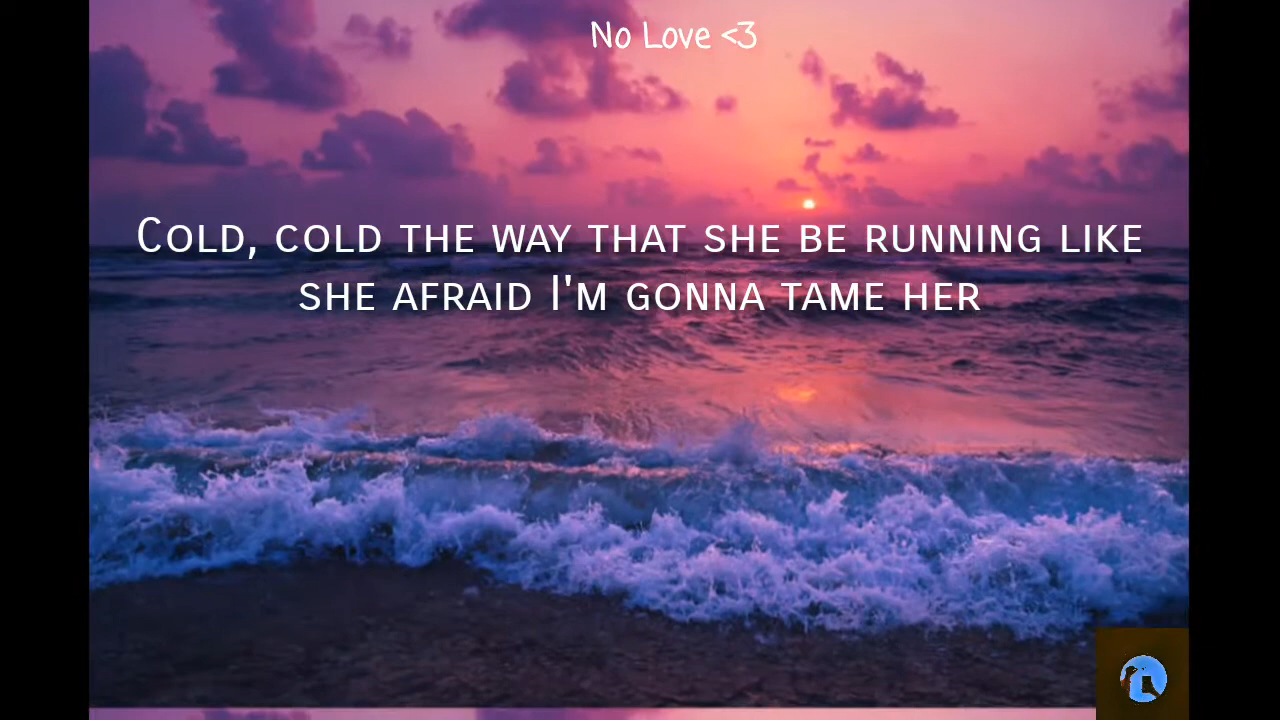 No Love <3
Cold, cold the way that she be running like
she afraid I'm gonna tame her